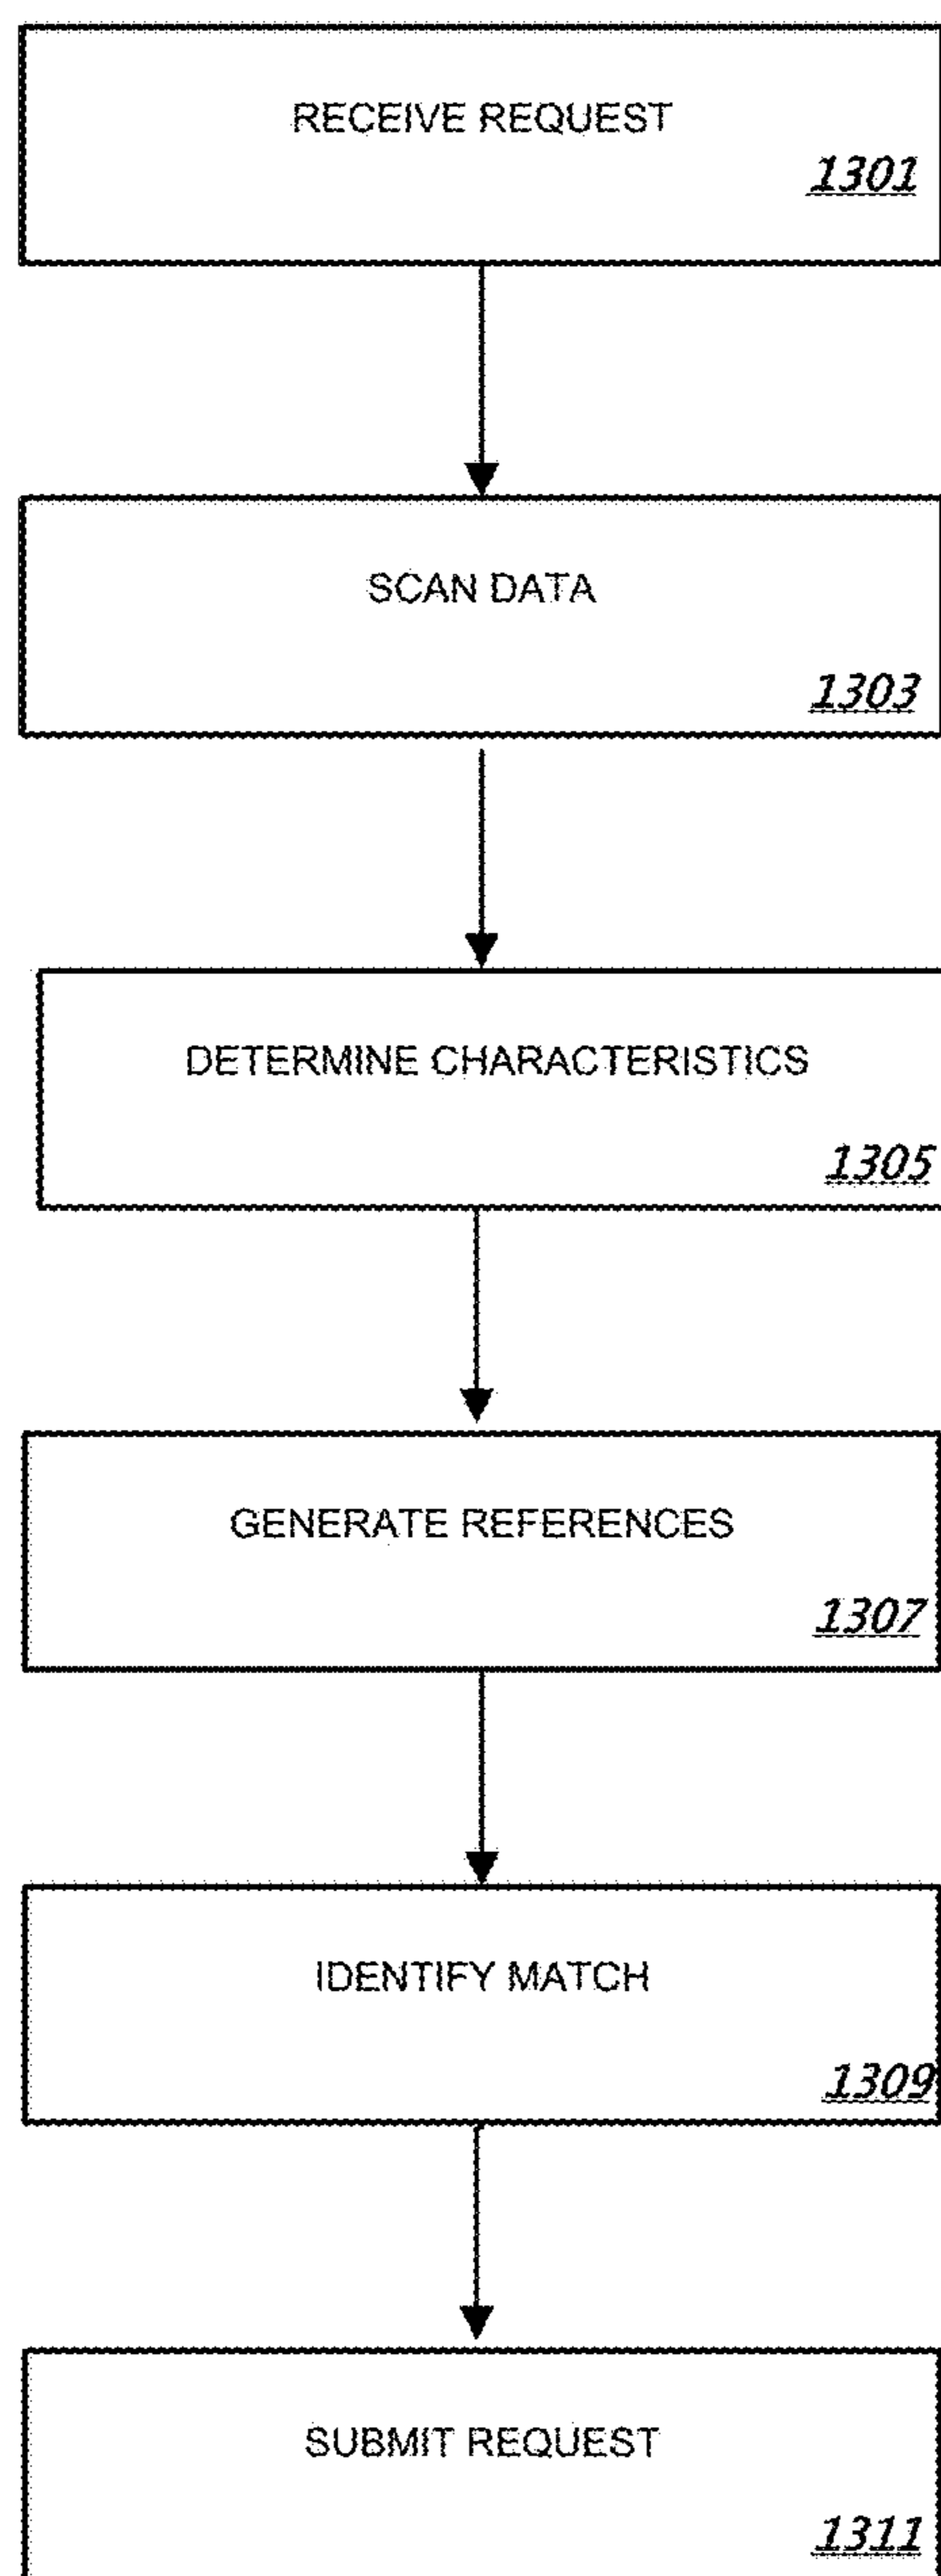 RECEIVE REQUEST
1301
SCAN DATA
1303
DETERMINE CHARACTERISTICS
1305
GENERATE REFERENCES
1307
IDENTIFY MATCH
1309
SUBMIT REQUEST
1311